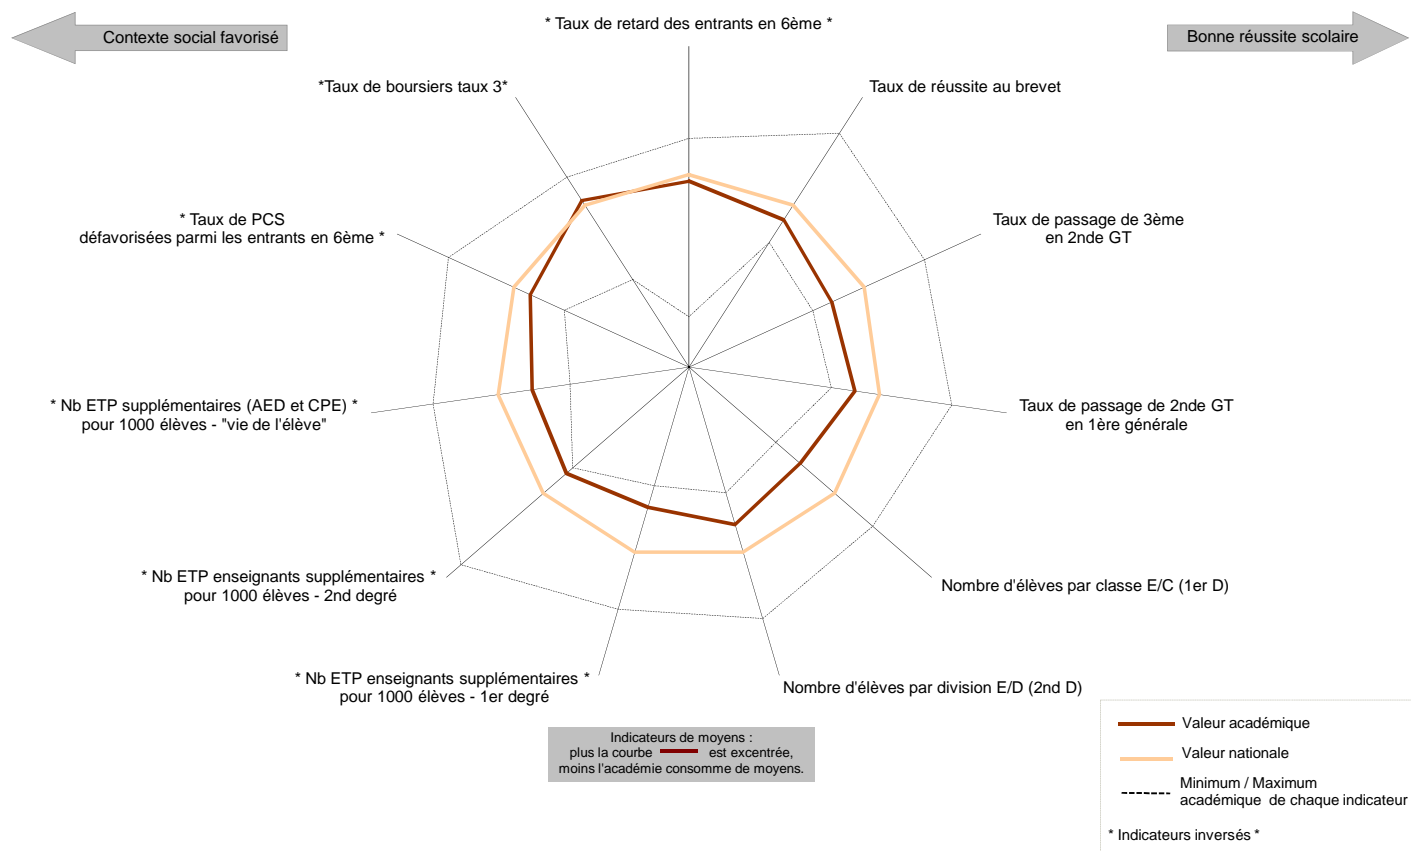 * Taux de retard des entrants en 6ème *
Contexte social favorisé
Bonne réussite scolaire
*Taux de boursiers taux 3*
Taux de réussite au brevet
* Taux de PCS
défavorisées parmi les entrants en 6ème *
Taux de passage de 3ème
en 2nde GT
* Nb ETP supplémentaires (AED et CPE) *
pour 1000 élèves - "vie de l'élève"
Taux de passage de 2nde GT
en 1ère générale
* Nb ETP enseignants supplémentaires *
pour 1000 élèves - 2nd degré
Nombre d'élèves par classe E/C (1er D)
* Nb ETP enseignants supplémentaires *
pour 1000 élèves - 1er degré
Nombre d'élèves par division E/D (2nd D)
Indicateurs de moyens :
plus la courbe est excentrée,
moins l'académie consomme de moyens.
Valeur académique
Valeur nationale
Minimum / Maximum
académique de chaque indicateur
* Indicateurs inversés *